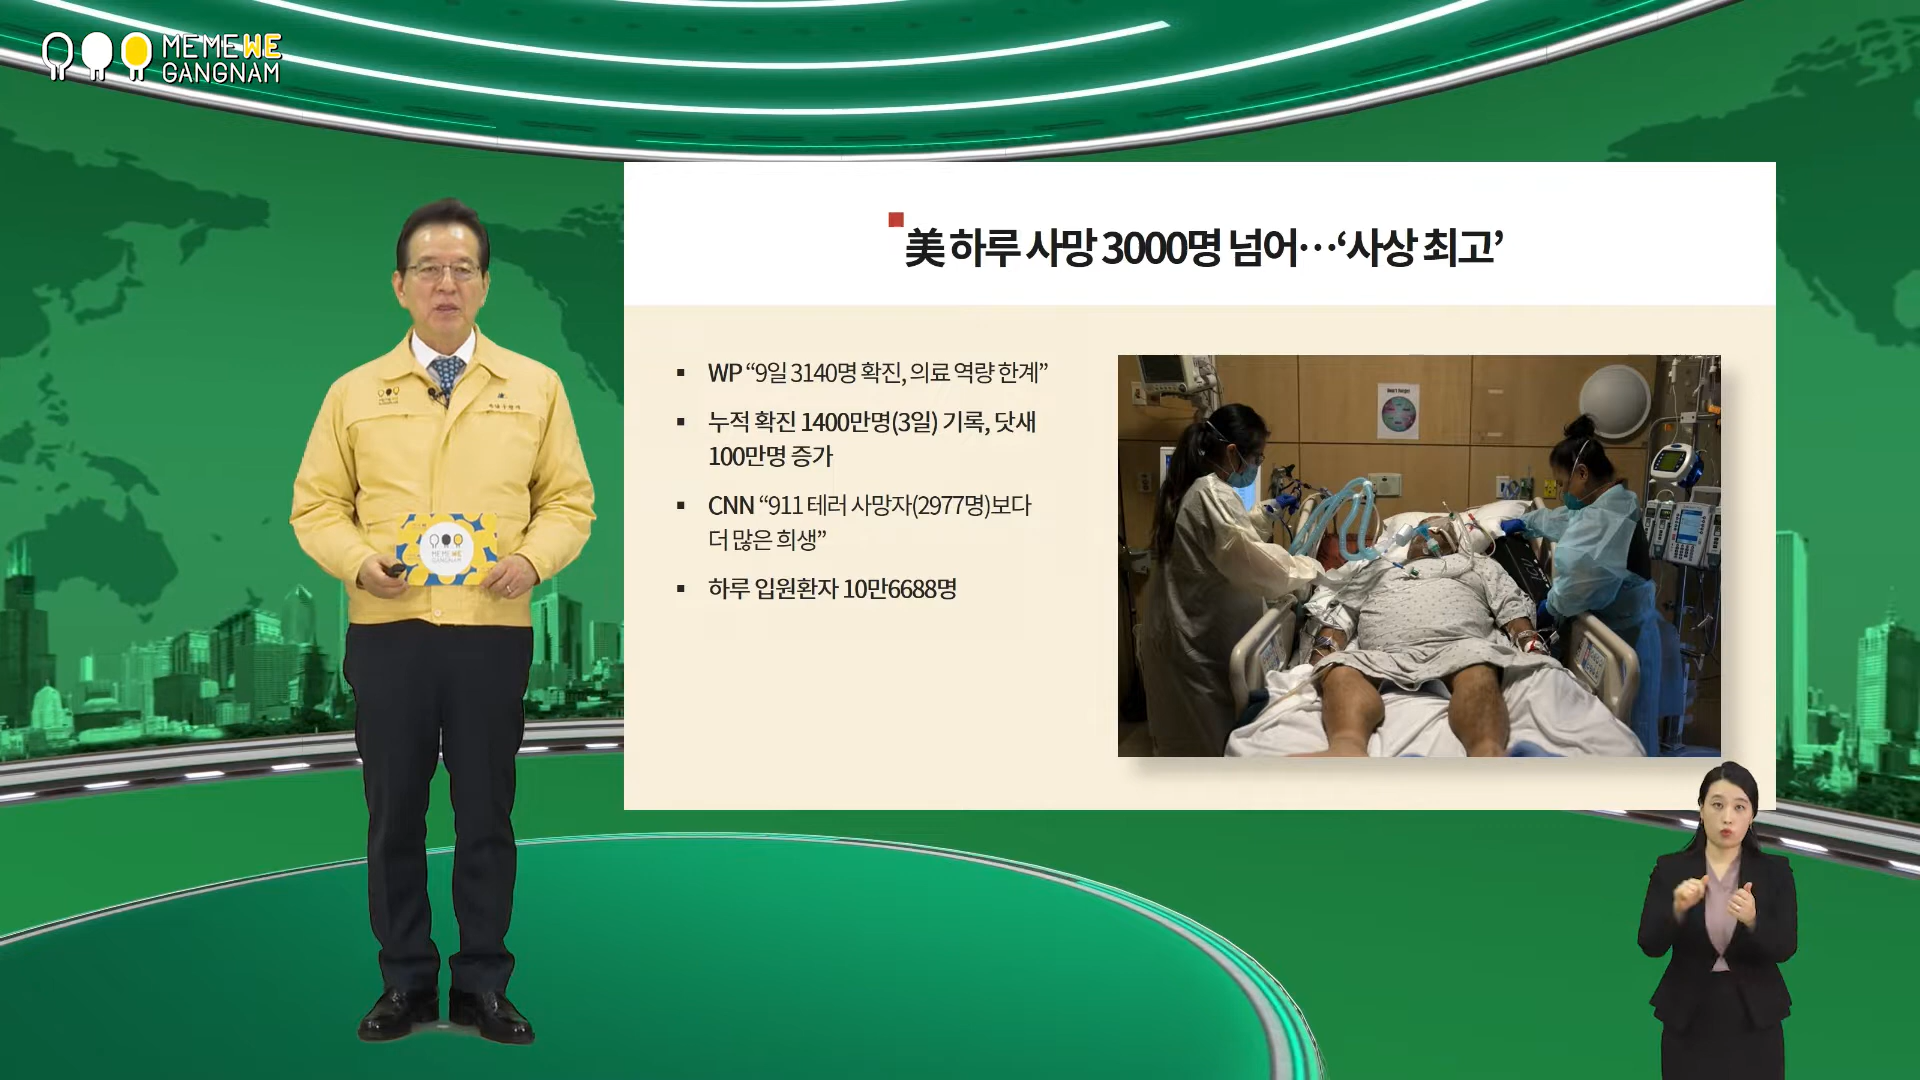 MEMEWE
GANGNAM
美 하루 사망 3000명 넘어…‘사상 최고’
▪ WP “9일 3140명 확진, 의료 역량 한계”
▪ 누적 확진 1400만명(3일) 기록, 닷새
100만명 증가
▪ CNN “911 테러 사망자(2977명)보다
더 많은 희생”
▪ 하루 입원환자 10만6688명
MEMEWE
GANGNAM